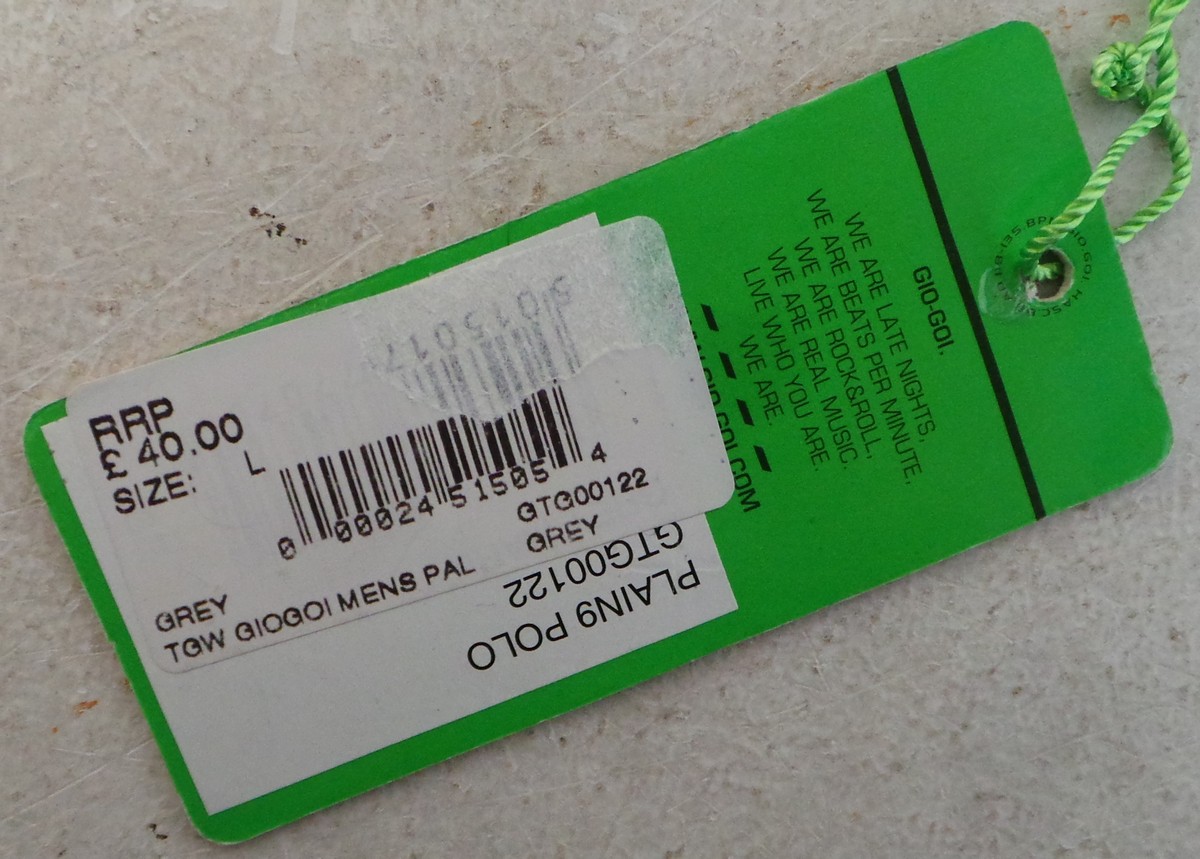 GIO-GOI.
WE ARE LATE NIGHTS,
WE ARE BEATS PER MINUTE,
WE ARE ROCK&ROLL,
WE ARE REAL MUSIC.
LIVE WHO YOU ARE.
WE ARE.
GOI.COM
RRP
£ 40.00
SIZE: L
0 00024 51505 4
GTG00122
GREY GREY
TGW GIOGOI MENS PAL
PLAIN9 POLO
GTG00122